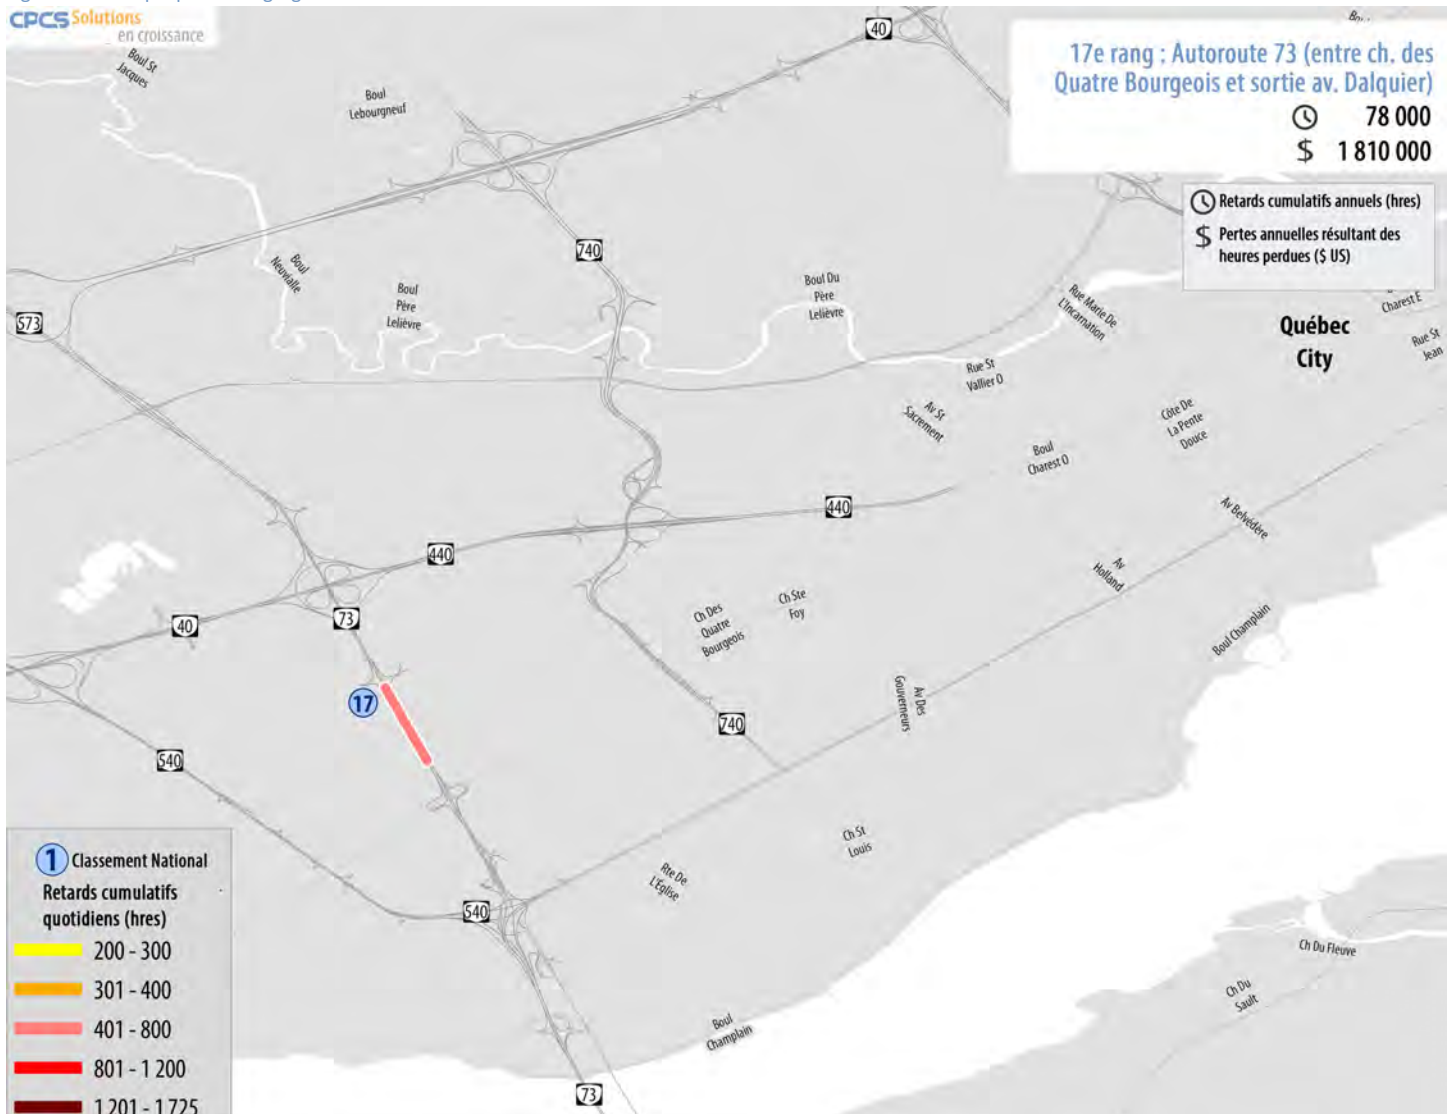 CPCS Solutions
en croissance
17e rang : Autoroute 73 (entre ch. des
Quatre Bourgeois et sortie av. Dalquier)
78 000
$ 1 810 000
Retards cumulatifs annuels (hres)
$ Pertes annuelles résultant des
heures perdues ($ US)
Boul St
Jacques
Boul
Lebourgneuf
40
740
Boul
Neuvialle
Boul
Père
Lelièvre
Boul Du
Père
Lelièvre
Rue Marie De
L'Incarnation
Charest E
Québec
City
Rue St
Jean
573
Rue St
Vallier O
Av St
Sacrement
Côte De
La Pente
Douce
Boul
Charest O
440
440
Av Belvédère
Av
Holland
40
73
Ch Des
Quatre
Bourgeois
Ch Ste
Foy
Boul Champlain
17
Av Des
Gouverneurs
740
540
Ch St
Louis
Rte De
L'Église
540
Ch Du Fleuve
Ch Du
Sault
Boul
Champlain
73
1 Classement National
Retards cumulatifs
quotidiens (hres)
200 - 300
301 - 400
401 - 800
801 - 1 200
1 201 - 1 725